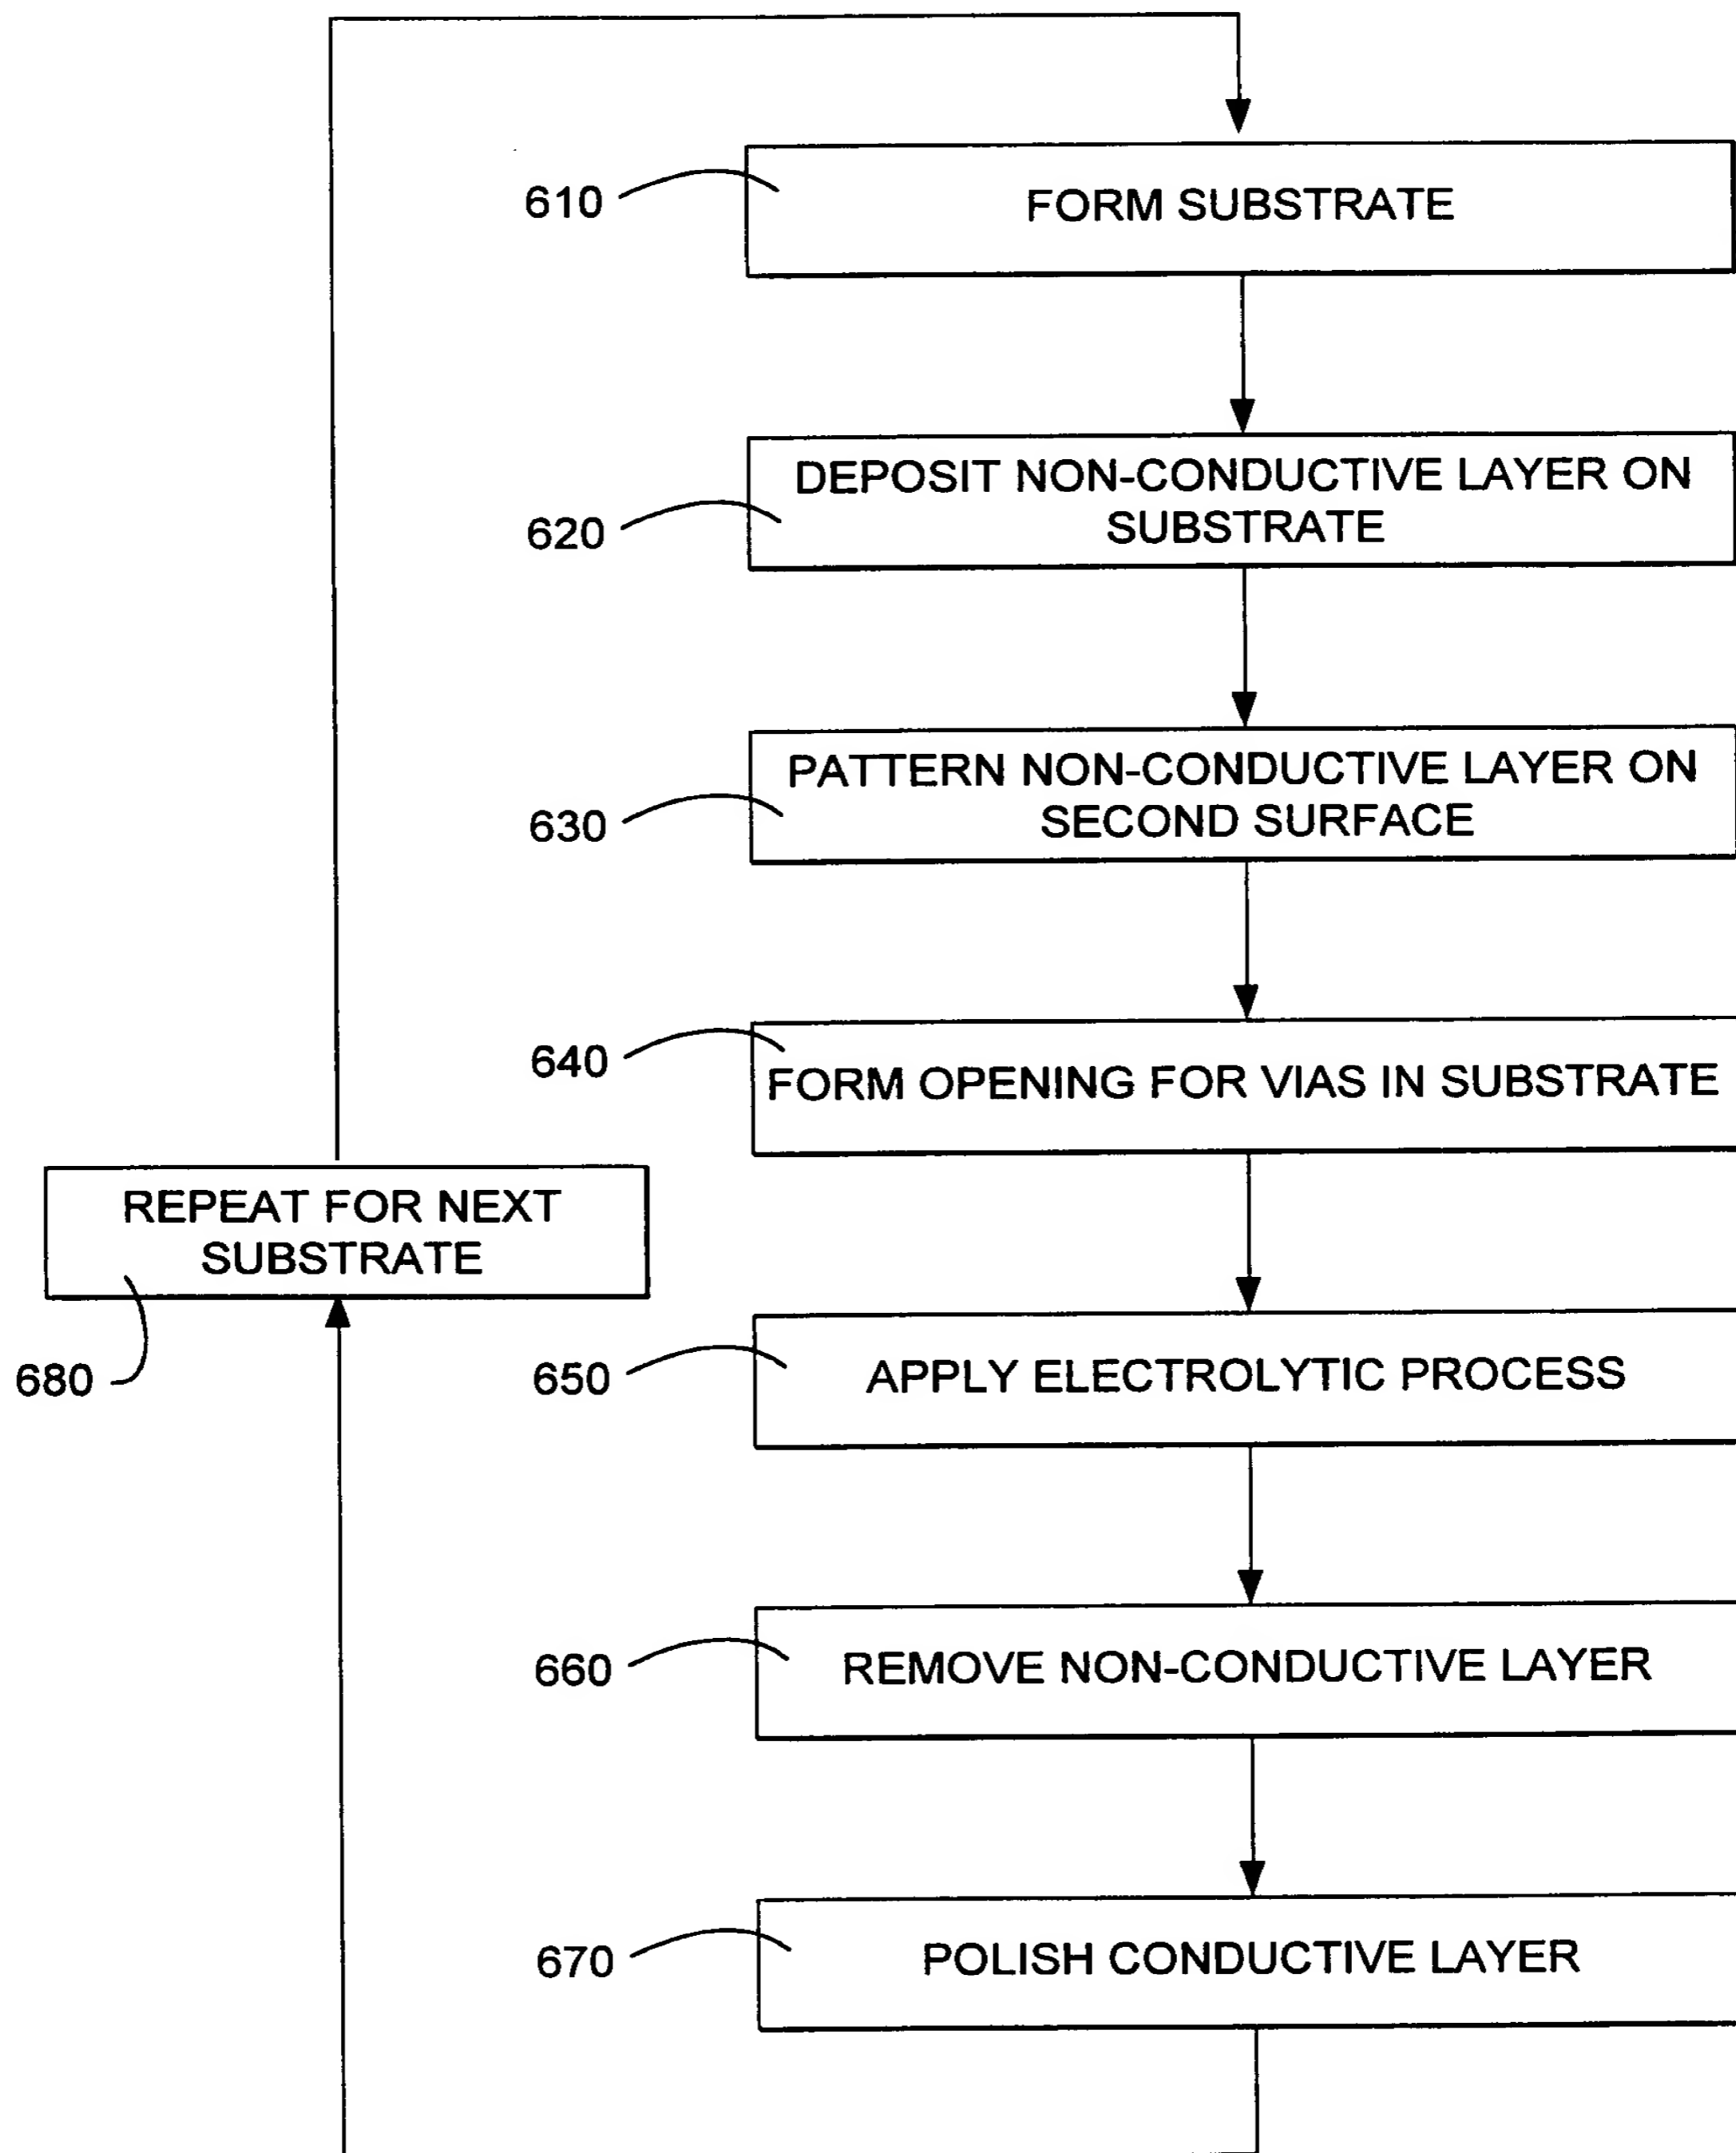 610
FORM SUBSTRATE
DEPOSIT NON-CONDUCTIVE LAYER ON
SUBSTRATE
620
PATTERN NON-CONDUCTIVE LAYER ON
SECOND SURFACE
630
640
FORM OPENING FOR VIAS IN SUBSTRATE
REPEAT FOR NEXT
SUBSTRATE
680
650
APPLY ELECTROLYTIC PROCESS
660
REMOVE NON-CONDUCTIVE LAYER
670
POLISH CONDUCTIVE LAYER